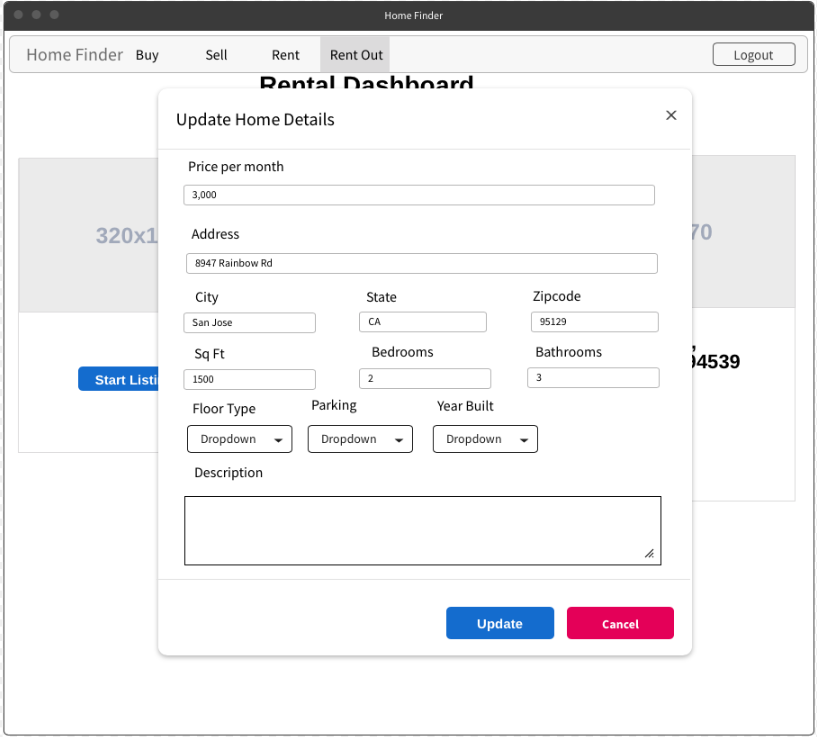 Home Finder
Home Finder Buy Sell Rent Rent Out Logout
Rental Dashboard
Update Home Details ×
Price per month
3,000
320x1 70
Address
8947 Rainbow Rd
City State Zipcode
San Jose CA 95129
Sq Ft Bedrooms Bathrooms
94539
Start Listi 1500 2 3
Floor Type Parking Year Built
Dropdown Dropdown Dropdown
Description
Update Cancel